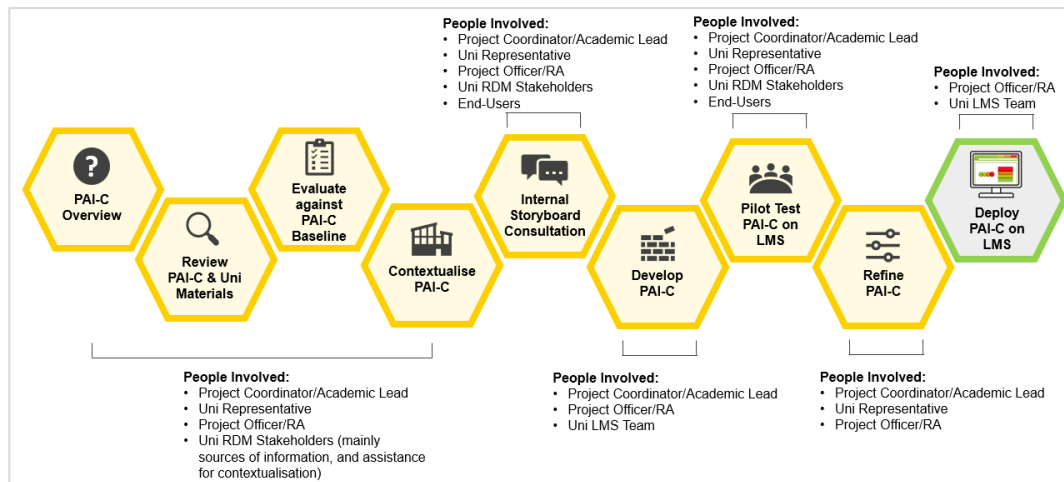 People Involved:
• Project Coordinator/Academic Lead
• Uni Representative
• Project Officer/RA
• Uni RDM Stakeholders
• End-Users
People Involved:
• Project Coordinator/Academic Lead
• Uni Representative
• Project Officer/RA
• Uni RDM Stakeholders
• End-Users
People Involved:
• Project Officer/RA
• Uni LMS Team
?
PAI-C
Overview
Review
PAI-C & Uni
Materials
Evaluate
against
PAI-C
Baseline
Contextualise
PAI-C
Internal
Storyboard
Consultation
Develop
PAI-C
Pilot Test
PAI-C on
LMS
Refine
PAI-C
Deploy
PAI-C on
LMS
People Involved:
• Project Coordinator/Academic Lead
• Uni Representative
• Project Officer/RA
• Uni RDM Stakeholders (mainly
sources of information, and assistance
for contextualisation)
People Involved:
• Project Coordinator/Academic Lead
• Project Officer/RA
• Uni LMS Team
People Involved:
• Project Coordinator/Academic Lead
• Uni Representative
• Project Officer/RA